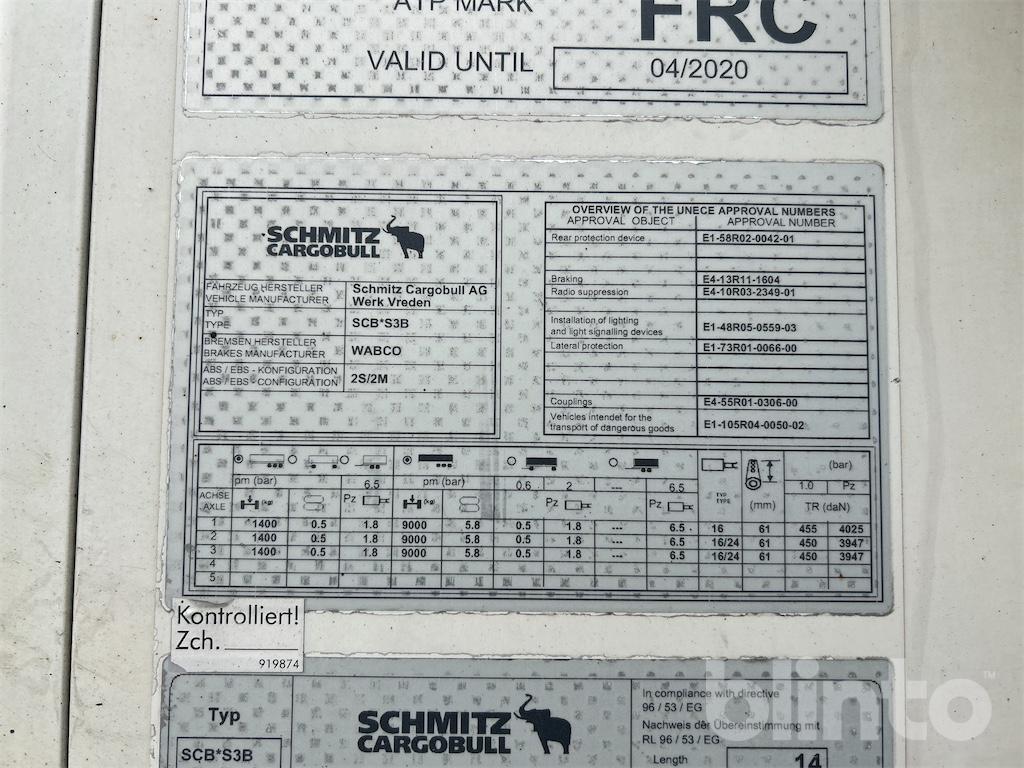 ATP MARK FRC
VALID UNTIL 04/2020
SCHMITZ
CARGOBULL
FAHRZEUG HERSTELLER
VEHICLE MANUFACTURER
Schmitz Cargobull AG
Werk Vreden
TYP
TYPE
SCB*S3B
BREMSEN HERSTELLER
BRAKES MANUFACTURER
WABCO
ABS / EBS - KONFIGURATION
ABS / EBS - CONFIGURATION
2S/2M
OVERVIEW OF THE UNECE APPROVAL NUMBERS
APPROVAL OBJECT APPROVAL NUMBER
Rear protection device E1-58R02-0042-01
Braking E4-13R11-1604
Radio suppression E4-10R03-2349-01
Installation of lighting
and light signalling devices E1-48R05-0559-03
Lateral protection E1-73R01-0066-00
Couplings E4-55R01-0306-00
Vehicles intendet for the
transport of dangerous goods E1-105R04-0050-02
pm (bar) 6.5 pm (bar) 0.6 2 --- 6.5 (bar)
1.0 Pz
ACHSE
AXLE (kg) Pz (kg) Pz Pz TYP
TYPE (mm) TR (daN)
1 1400 0.5 1.8 9000 5.8 0.5 1.8 --- 6.5 16 61 455 4025
2 1400 0.5 1.8 9000 5.8 0.5 1.8 --- 6.5 16/24 61 450 3947
3 1400 0.5 1.8 9000 5.8 0.5 1.8 --- 6.5 16/24 61 450 3947
4
5
Kontrolliert!
Zch.
919874
Typ
SCB*S3B
SCHMITZ
CARGOBULL
In compliance with directive
96 / 53 / EG
Nachweis der Übereinstimmung mit
RL 96 / 53 / EG
Length 14
blinto™